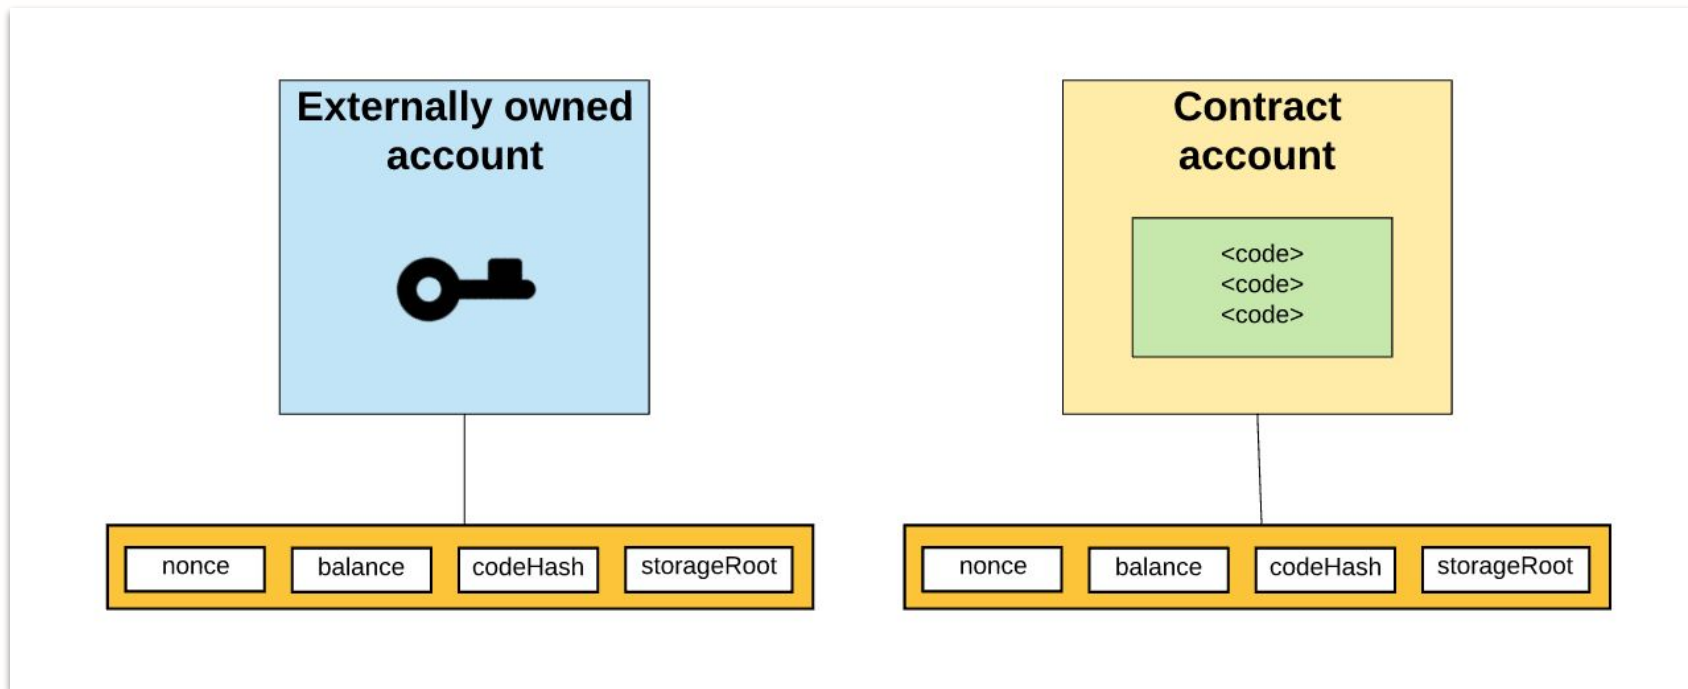 Externally owned
account
Contract
account
<code>
<code>
<code>
nonce
balance
codeHash
storageRoot
nonce
balance
codeHash
storageRoot